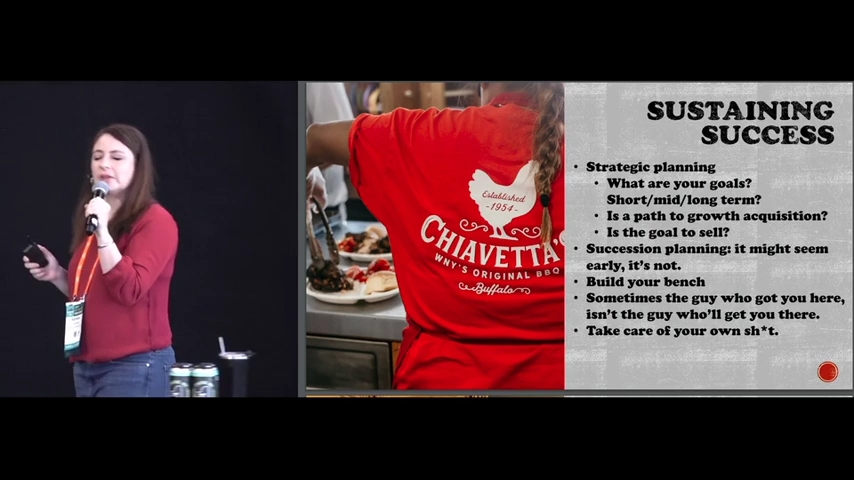 SUSTAINING
SUCCESS
Strategic planning
What are your goals?
Short/mid/long term?
Is a path to growth acquisition?
Is the goal to sell?
Succession planning: it might seem
early, it's not.
Build your bench
Sometimes the guy who got you here,
isn't the guy who'll get you there.
Take care of your own sh*t.
Established
-1954-
CHIAVETTA'S
WNY'S ORIGINAL BBQ
Buffalo